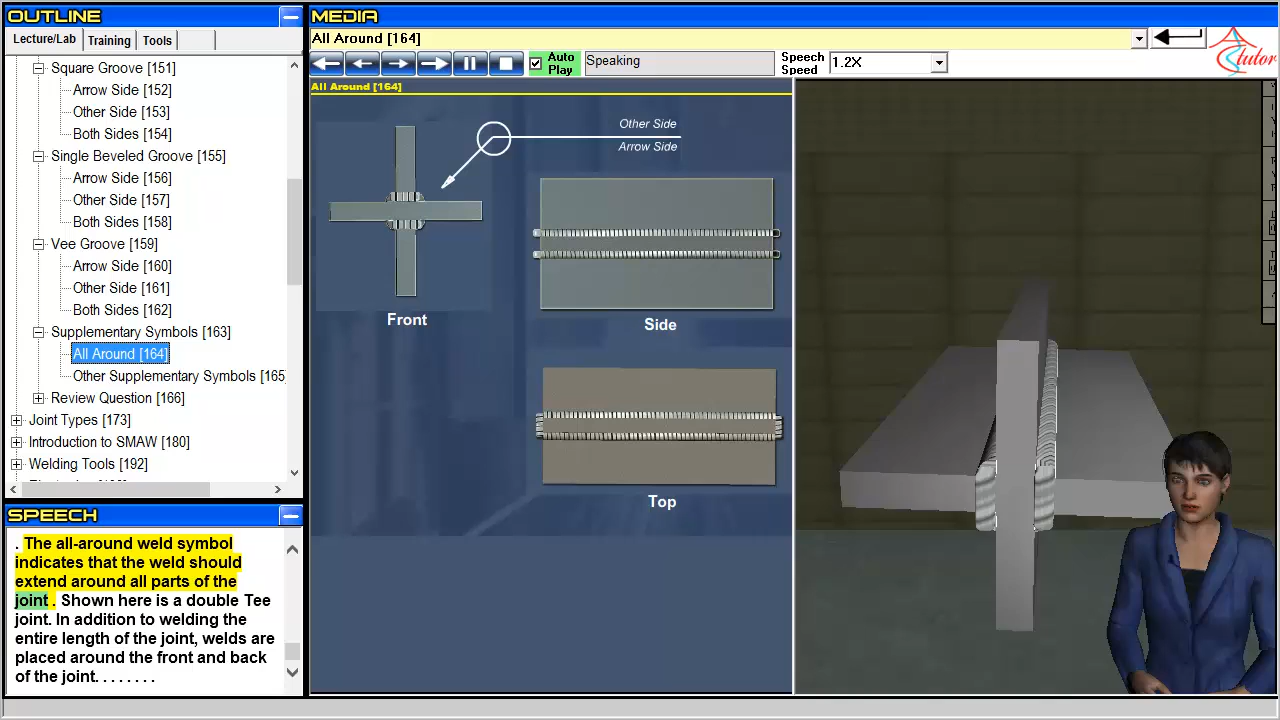 OUTLINE
Lecture/Lab Training Tools
Square Groove [151]
Arrow Side [152]
Other Side [153]
Both Sides [154]
Single Beveled Groove [155]
Arrow Side [156]
Other Side [157]
Both Sides [158]
Vee Groove [159]
Arrow Side [160]
Other Side [161]
Both Sides [162]
Supplementary Symbols [163]
All Around [164]
Other Supplementary Symbols [165]
Review Question [166]
Joint Types [173]
Introduction to SMAW [180]
Welding Tools [192]
SPEECH
. The all-around weld symbol
indicates that the weld should
extend around all parts of the
joint . Shown here is a double Tee
joint. In addition to welding the
entire length of the joint, welds are
placed around the front and back
of the joint. . . . . . . .
MEDIA
All Around [164]
Auto
Play
Speaking
Speech
Speed
1.2X
tutor
All Around [164]
Other Side
Arrow Side
Front
Side
Top